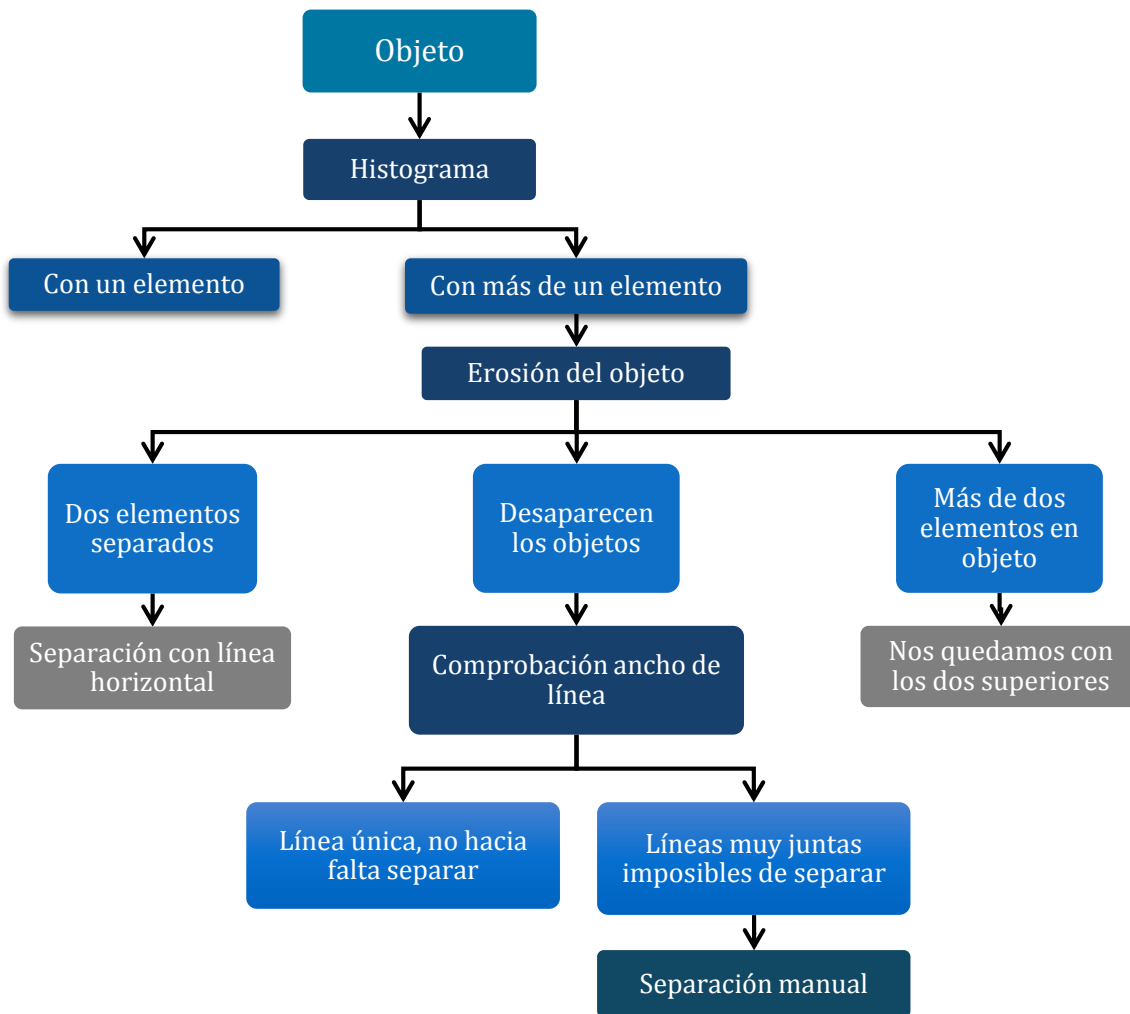 Objeto
Histograma
Con un elemento
Con más de un elemento
Erosión del objeto
Dos elementos
separados
Desaparecen
los objetos
Más de dos
elementos en
objeto
Separación con línea
horizontal
Comprobación ancho de
línea
Nos quedamos con
los dos superiores
Línea única, no hacia
falta separar
Líneas muy juntas
imposibles de separar
Separación manual